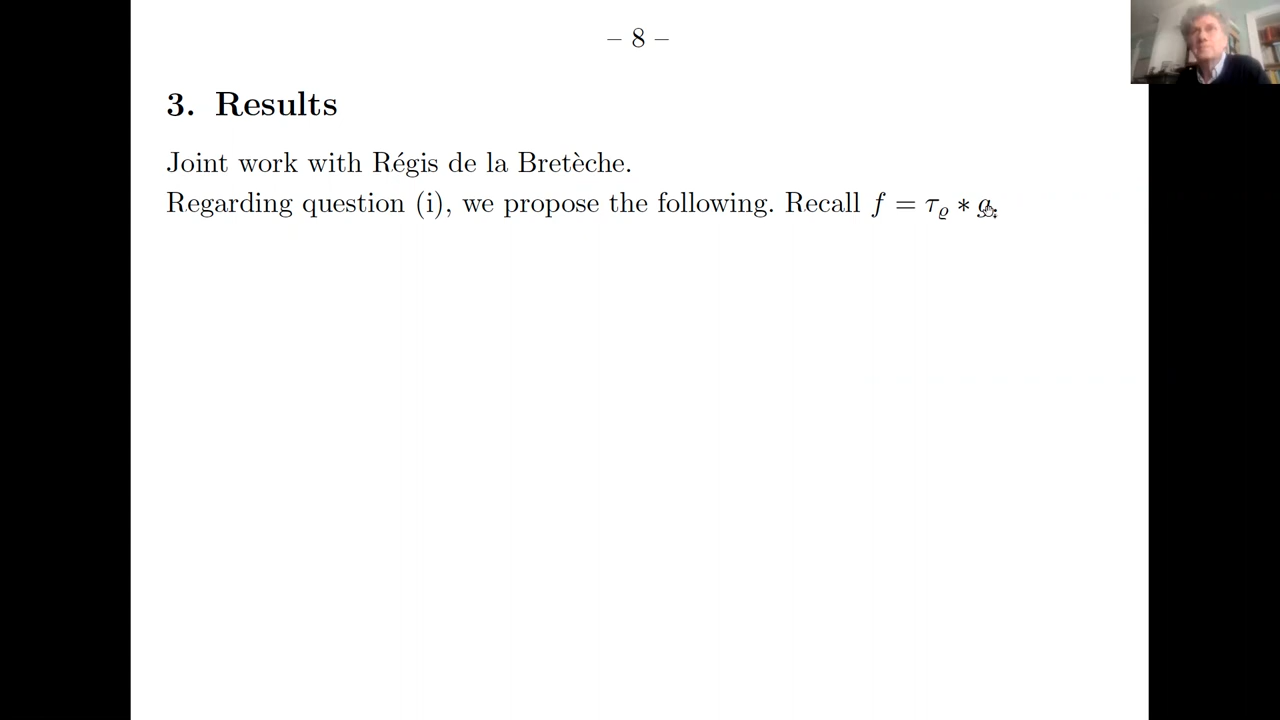 – 8 –
3. Results
Joint work with Régis de la Bretèche.
Regarding question (i), we propose the following. Recall f = τ_ϱ ∗ g.